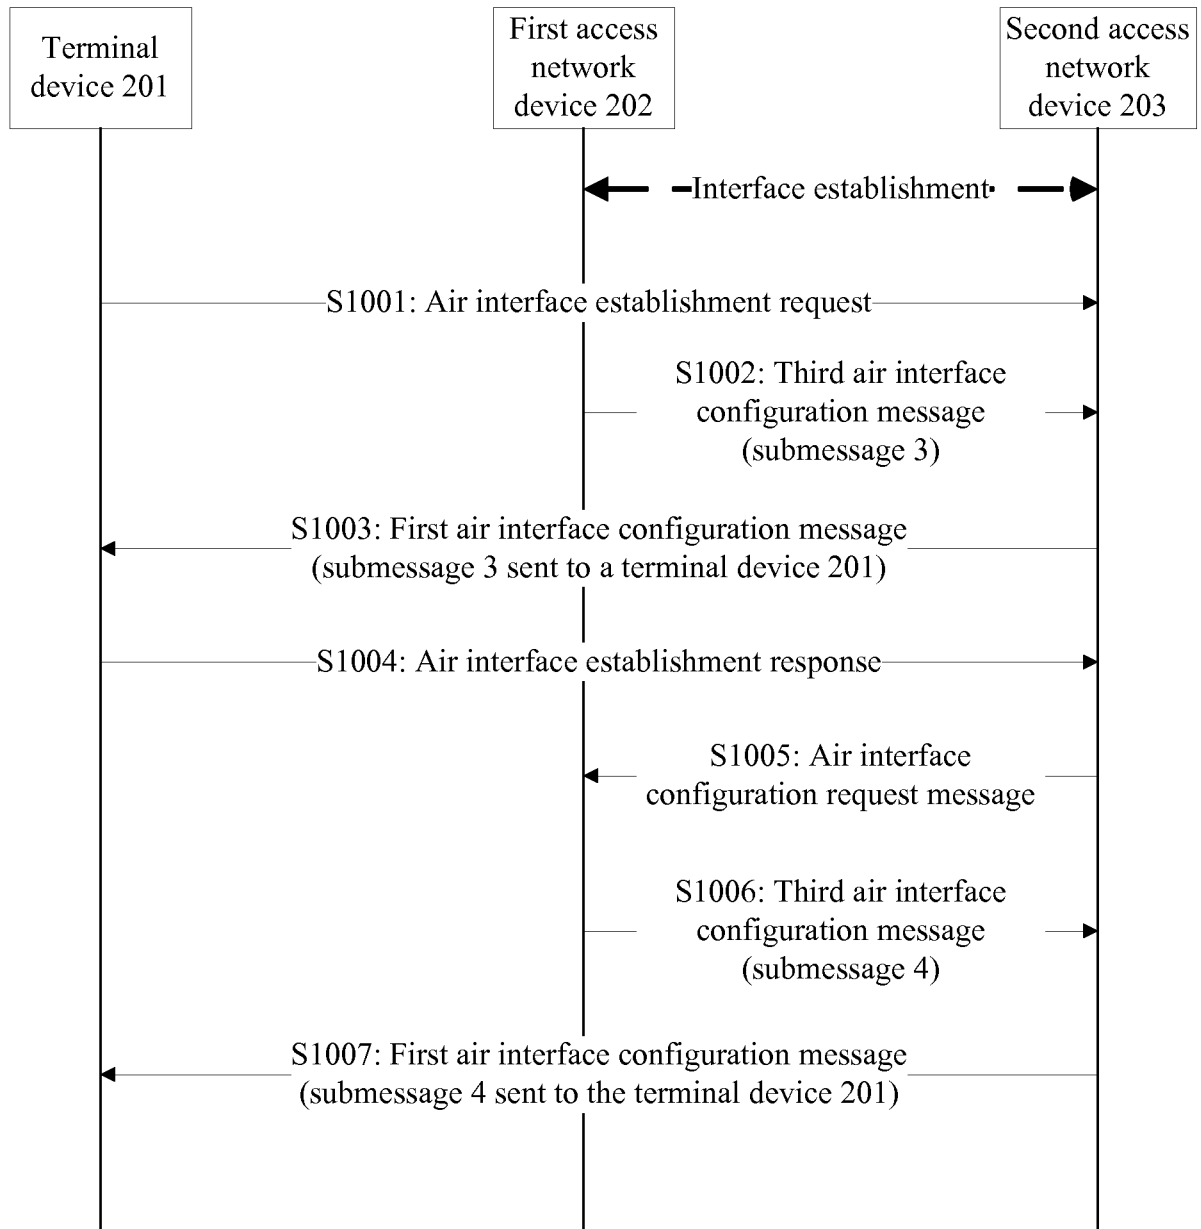 Terminal
device 201
First access
network
device 202
Second access
network
device 203
Interface establishment
S1001: Air interface establishment request
S1002: Third air interface
configuration message
(submessage 3)
S1003: First air interface configuration message
(submessage 3 sent to a terminal device 201)
S1004: Air interface establishment response
S1005: Air interface
configuration request message
S1006: Third air interface
configuration message
(submessage 4)
S1007: First air interface configuration message
(submessage 4 sent to the terminal device 201)